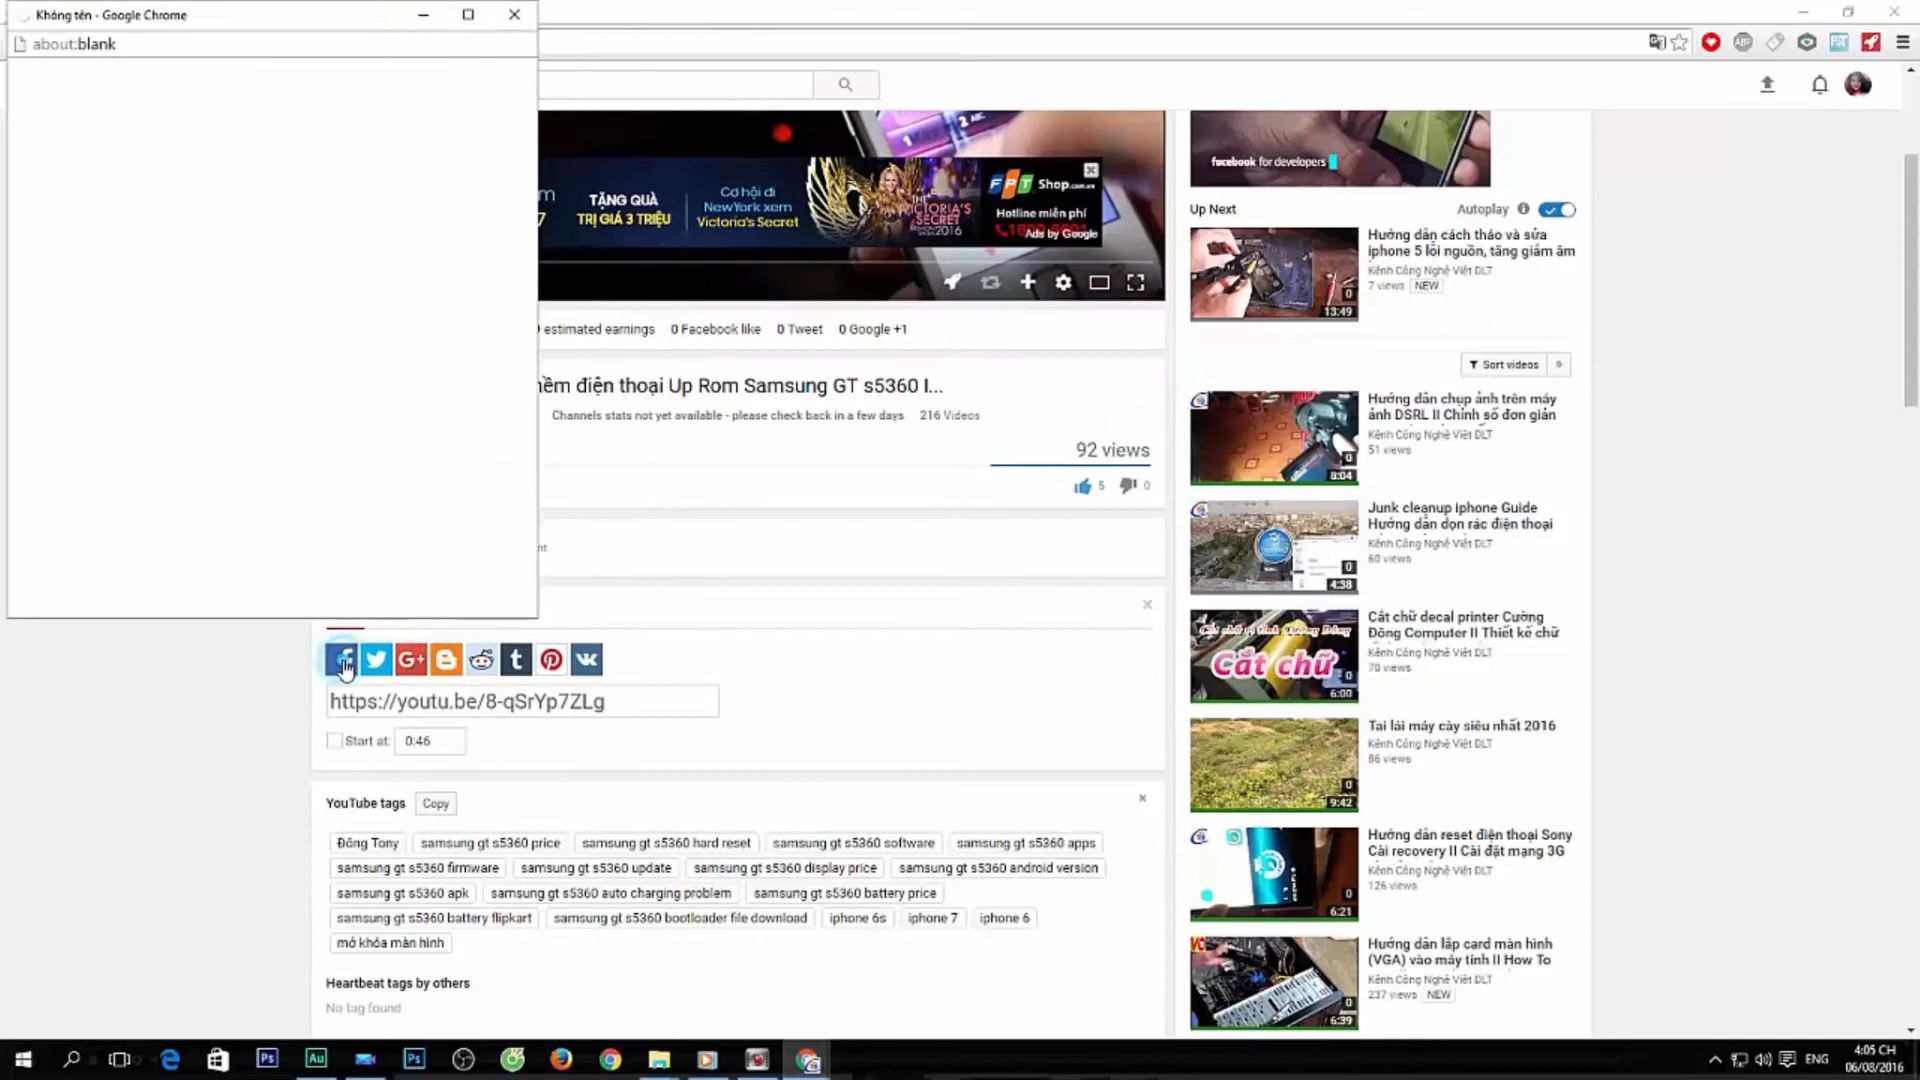 Không tên - Google Chrome
about:blank
facebook for developers
TẶNG QUÀ
TRỊ GIÁ 3 TRIỆU
Cơ hội đi
NewYork xem
Victoria's Secret
THE
VICTORIA'S
SECRET
2016
FPT Shop.com.vn
Hotline miễn phí
Ads by Google
estimated earnings 0 Facebook like 0 Tweet 0 Google +1
điện thoại Up Rom Samsung GT s5360 I...
Channels stats not yet available - please check back in a few days 216 Videos
92 views
5 0
Up Next Autoplay
Hướng dẫn cách tháo và sửa
iphone 5 lỗi nguồn, tăng giảm âm
Kênh Công Nghệ Việt DLT
7 views NEW
0
13:49
Sort videos
Hướng dẫn chụp ảnh trên máy
ảnh DSRL II Chỉnh số đơn giản
Kênh Công Nghệ Việt DLT
51 views
0
8:04
Junk cleanup iphone Guide
Hướng dẫn dọn rác điện thoại
Kênh Công Nghệ Việt DLT
60 views
0
4:38
Cắt chữ decal printer Cường
Đông Computer II Thiết kế chữ
Kênh Công Nghệ Việt DLT
70 views
Cắt chữ
0
6:00
Tai lái máy cày siêu nhất 2016
Kênh Công Nghệ Việt DLT
86 views
0
9:42
Hướng dẫn reset điện thoại Sony
Cài recovery II Cài đặt mạng 3G
Kênh Công Nghệ Việt DLT
126 views
0
6:21
Hướng dẫn lắp card màn hình
(VGA) vào máy tính II How To
Kênh Công Nghệ Việt DLT
237 views NEW
0
6:39
https://youtu.be/8-qSrYp7ZLg
Start at: 0:46
YouTube tags Copy
Đông Tony samsung gt s5360 price samsung gt s5360 hard reset samsung gt s5360 software samsung gt s5360 apps
samsung gt s5360 firmware samsung gt s5360 update samsung gt s5360 display price samsung gt s5360 android version
samsung gt s5360 apk samsung gt s5360 auto charging problem samsung gt s5360 battery price
samsung gt s5360 battery flipkart samsung gt s5360 bootloader file download iphone 6s iphone 7 iphone 6
mở khóa màn hình
Heartbeat tags by others
No tag found
ENG
4:05 CH
06/08/2016